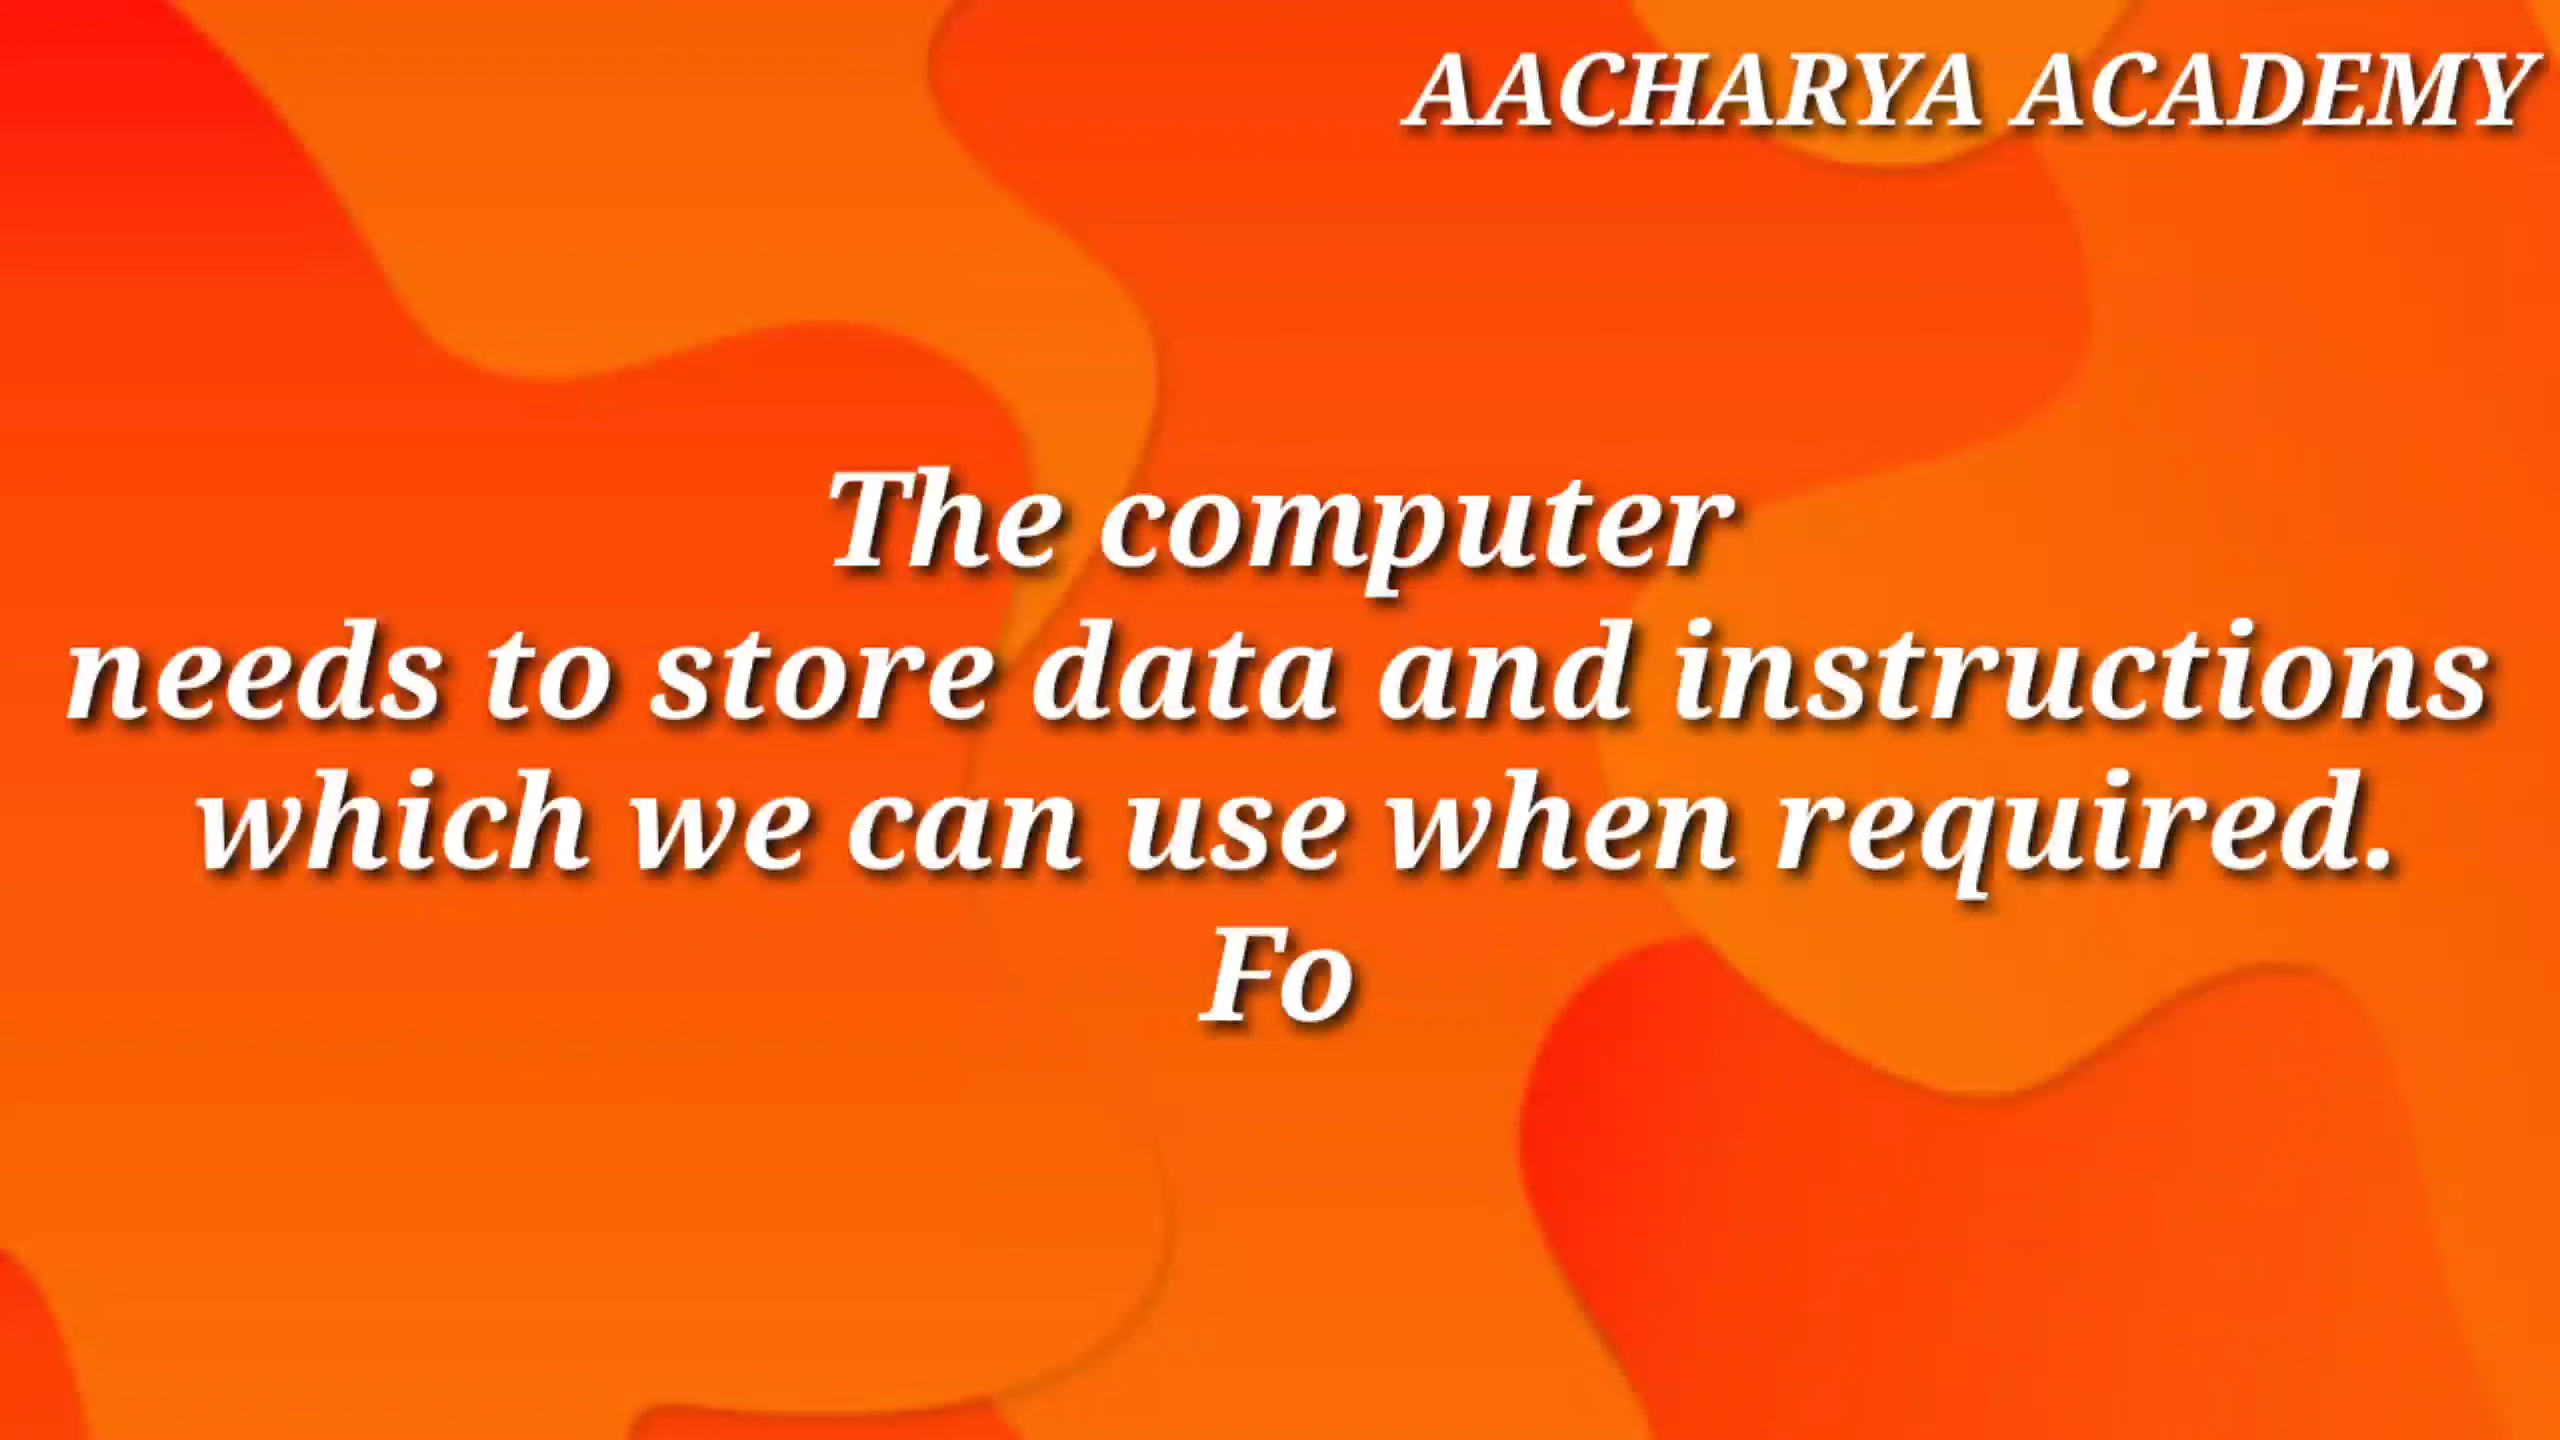 AACHARYA ACADEMY
The computer
needs to store data and instructions
which we can use when required.
Fo